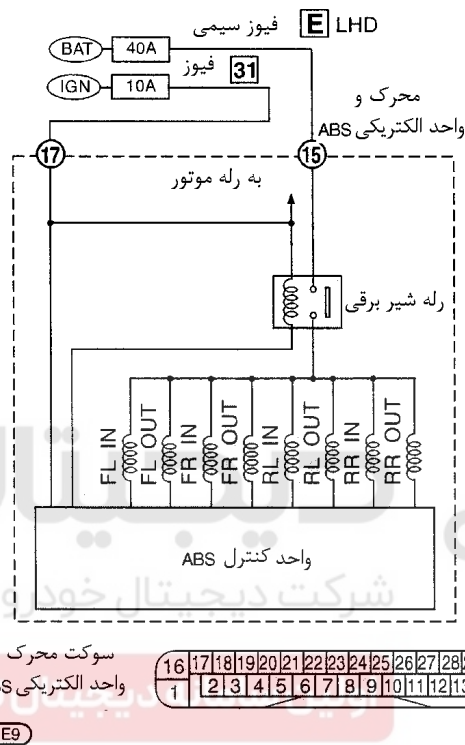 فیوز سیمی E LHD
BAT 40A
فیوز 31
IGN 10A
محرک و
واحد الکتریکی ABS
17
15
به رله موتور
رله شیر برقی
FL IN
FL OUT
FR IN
FR OUT
RL IN
RL OUT
RR IN
RR OUT
واحد کنترل ABS
شرکت دیجیتال خودرو
سوکت محرک
واحد الکتریکی
16 17 18 19 20 21 22 23 24 25 26 27 28
1 2 3 4 5 6 7 8 9 10 11 12 13
E9